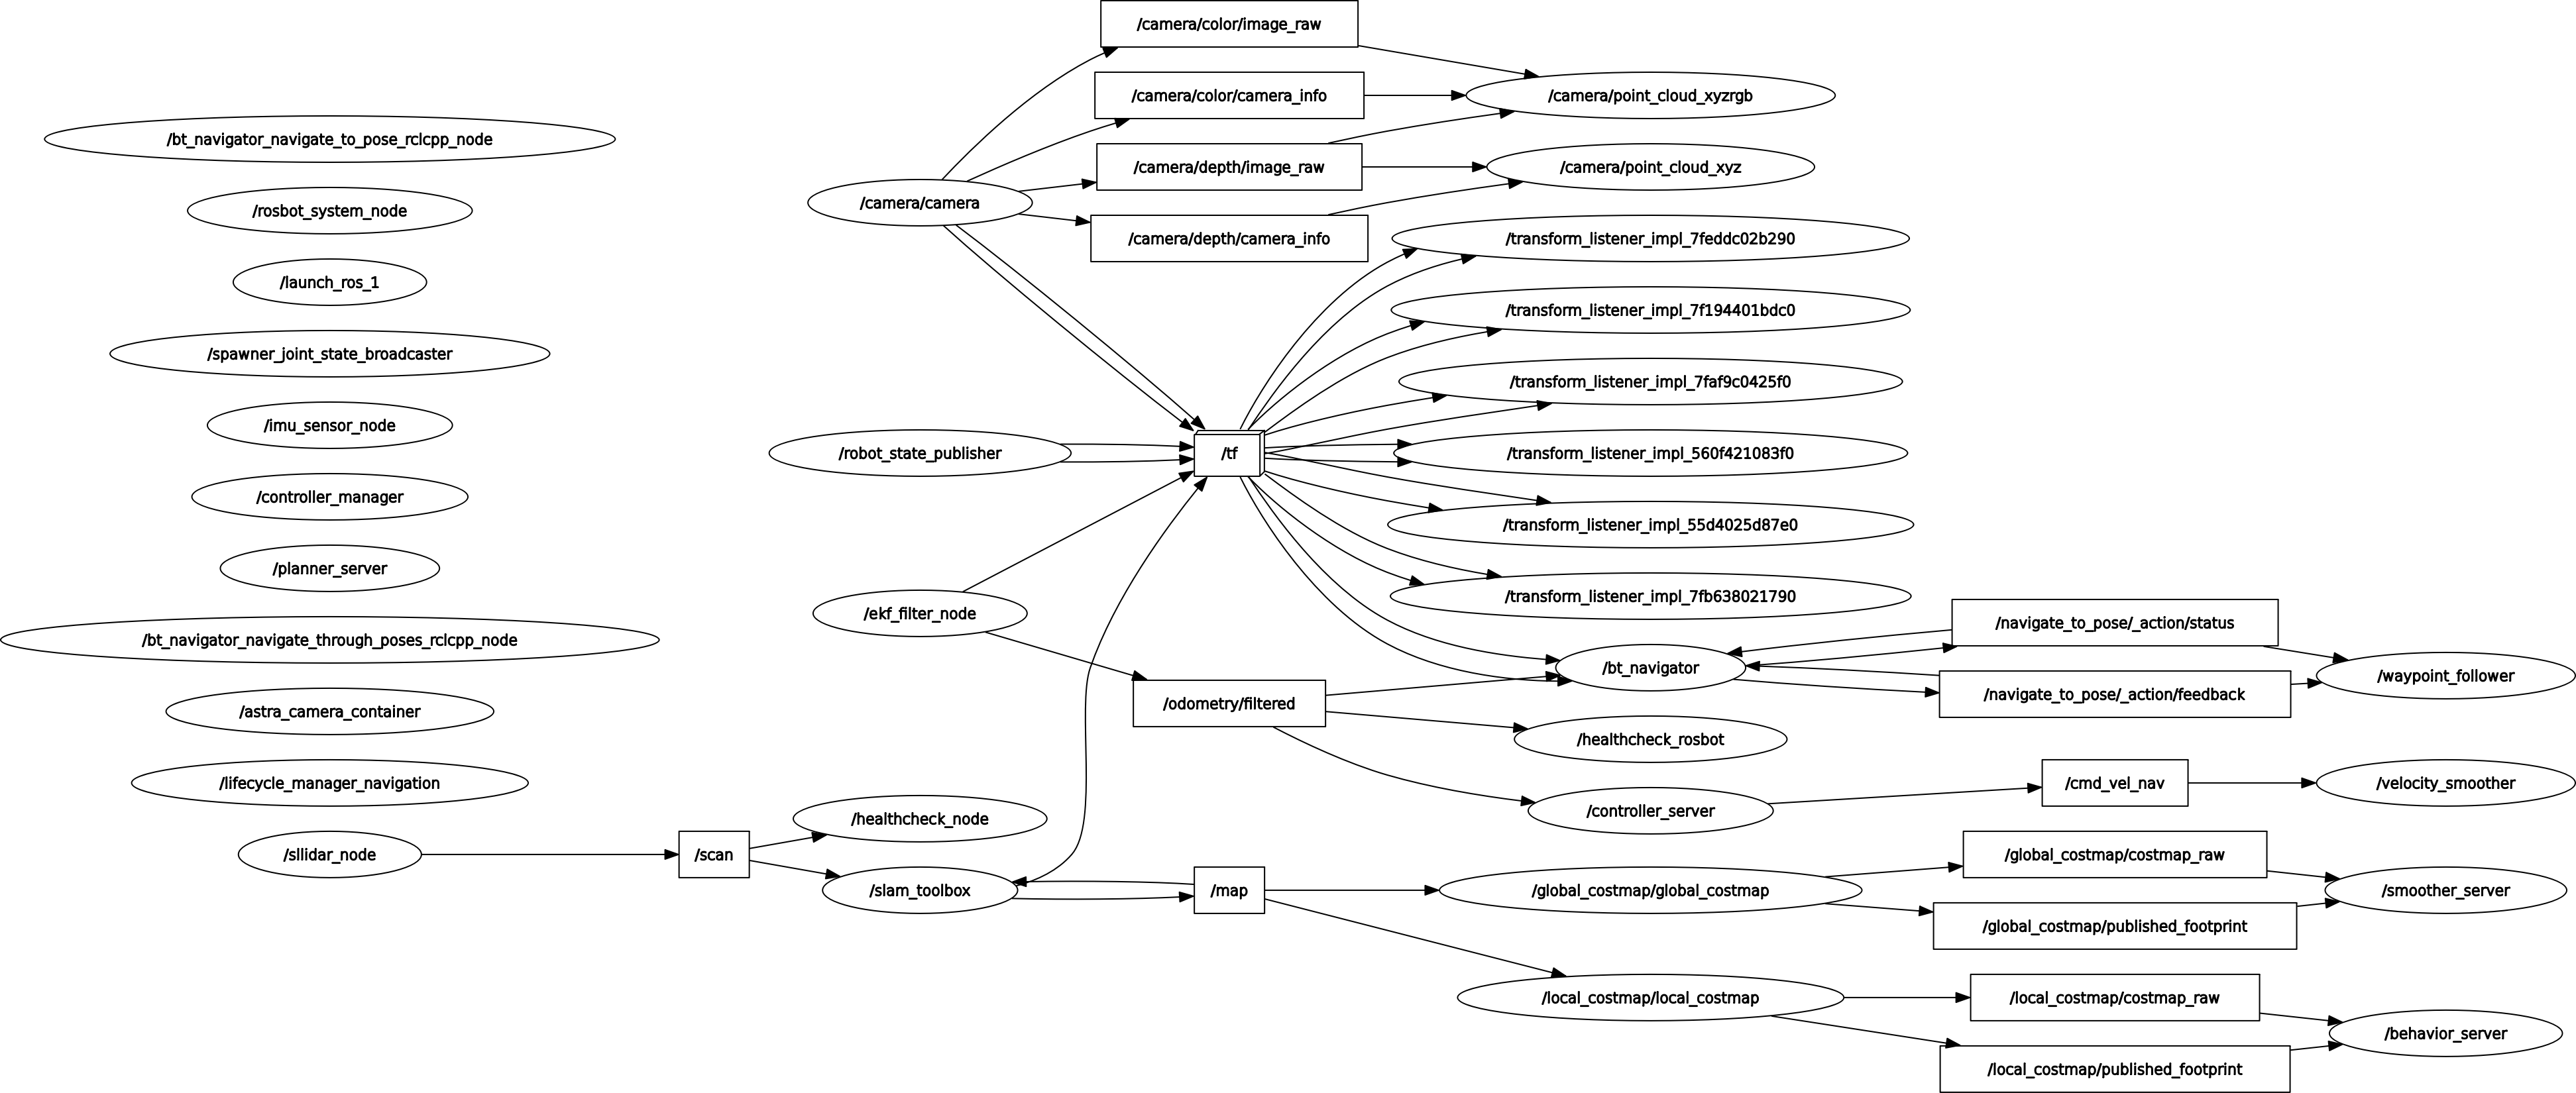 /bt_navigator_navigate_to_pose_rclcpp_node
/rosbot_system_node
/launch_ros_1
/spawner_joint_state_broadcaster
/imu_sensor_node
/controller_manager
/planner_server
/bt_navigator_navigate_through_poses_rclcpp_node
/astra_camera_container
/lifecycle_manager_navigation
/sllidar_node
/scan
/camera/camera
/robot_state_publisher
/ekf_filter_node
/healthcheck_node
/slam_toolbox
/camera/color/image_raw
/camera/color/camera_info
/camera/depth/image_raw
/camera/depth/camera_info
/tf
/odometry/filtered
/map
/camera/point_cloud_xyzrgb
/camera/point_cloud_xyz
/transform_listener_impl_7feddc02b290
/transform_listener_impl_7f194401bdc0
/transform_listener_impl_7faf9c0425f0
/transform_listener_impl_560f421083f0
/transform_listener_impl_55d4025d87e0
/transform_listener_impl_7fb638021790
/bt_navigator
/healthcheck_rosbot
/controller_server
/global_costmap/global_costmap
/local_costmap/local_costmap
/navigate_to_pose/_action/status
/navigate_to_pose/_action/feedback
/cmd_vel_nav
/global_costmap/costmap_raw
/global_costmap/published_footprint
/local_costmap/costmap_raw
/local_costmap/published_footprint
/waypoint_follower
/velocity_smoother
/smoother_server
/behavior_server